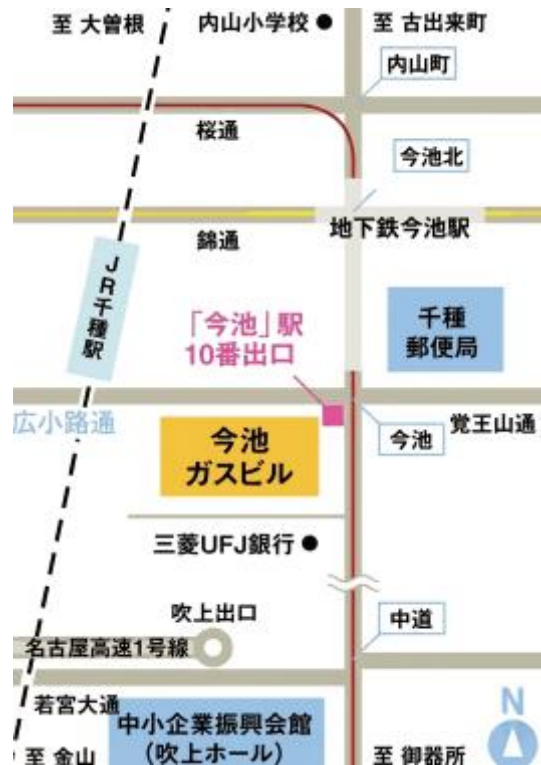 至 大曽根
内山小学校
至 古出来町
内山町
桜通
今池北
地下鉄今池駅
錦通
JR千種駅
「今池」駅
10番出口
千種
郵便局
広小路通
今池
ガスビル
今池
覚王山通
三菱UFJ銀行
吹上出口
中道
名古屋高速1号線
若宮大通
中小企業振興会館
(吹上ホール)
N
至 金山
至 御器所